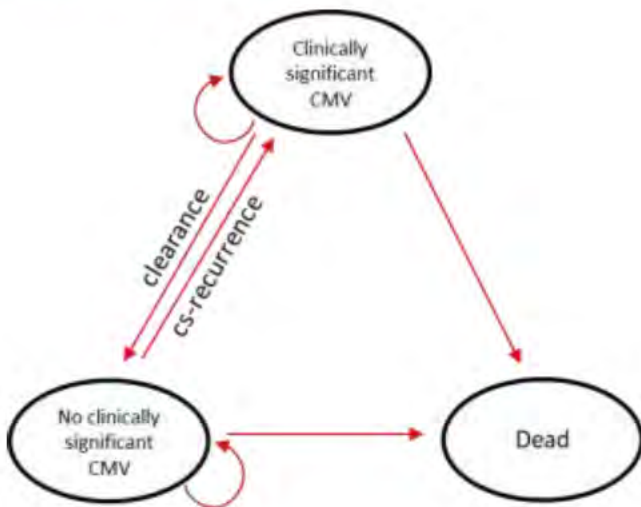 Clinically
significant
CMV
clearance
cs-recurrence
No clinically
significant
CMV
Dead